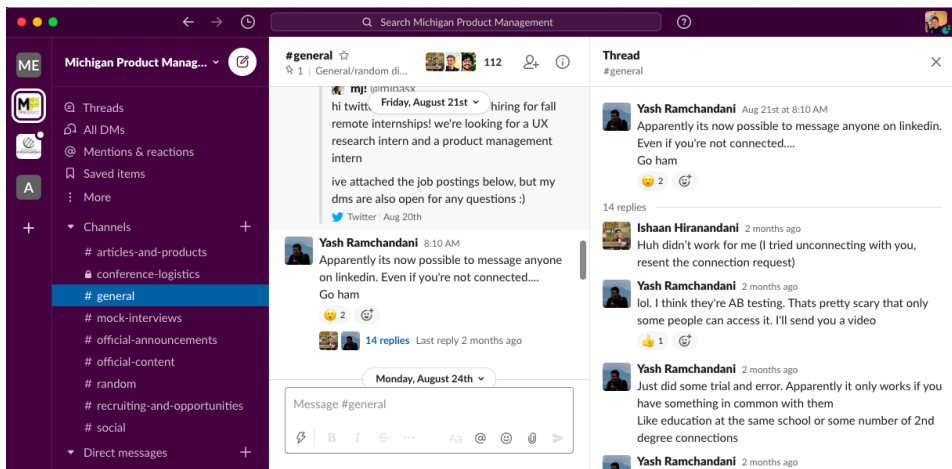 Search Michigan Product Management
ME
Michigan Product Manag...
Threads
All DMs
@ Mentions & reactions
Saved items
More
A
+
Channels +
# articles-and-products
conference-logistics
# general
# mock-interviews
# official-announcements
# official-content
# random
# recruiting-and-opportunities
# social
Direct messages +
#general
1 | General/random di...
112
mj! @mibasx
Friday, August 21st
hi twitt hiring for fall
remote internships! we're looking for a UX
research intern and a product management
intern
ive attached the job postings below, but my
dms are also open for any questions :)
Twitter | Aug 20th
Yash Ramchandani 8:10 AM
Apparently its now possible to message anyone
on linkedin. Even if you're not connected....
Go ham
2
14 replies Last reply 2 months ago
Monday, August 24th
Message #general
B I S ... Aa @
Thread
#general
Yash Ramchandani Aug 21st at 8:10 AM
Apparently its now possible to message anyone on linkedin.
Even if you're not connected....
Go ham
2
14 replies
Ishaan Hiranandani 2 months ago
Huh didn't work for me (I tried unconnecting with you,
resent the connection request)
Yash Ramchandani 2 months ago
lol. I think they're AB testing. Thats pretty scary that only
some people can access it. I'll send you a video
1
Yash Ramchandani 2 months ago
Just did some trial and error. Apparently it only works if you
have something in common with them
Like education at the same school or some number of 2nd
degree connections
Yash Ramchandani 2 months ago